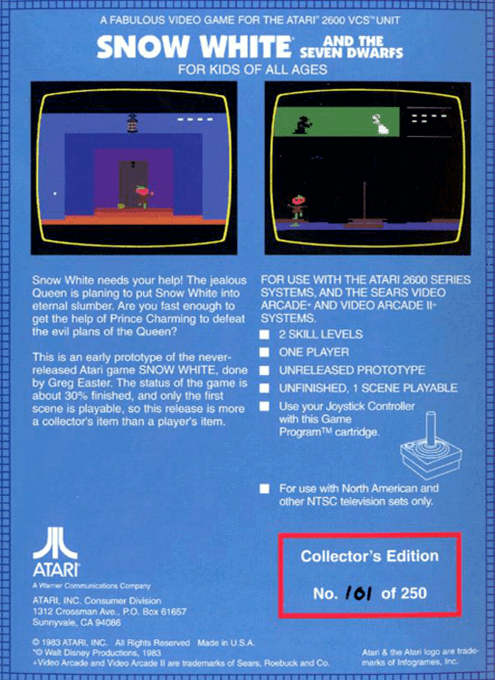 A FABULOUS VIDEO GAME FOR THE ATARI® 2600 VCS™ UNIT
SNOW WHITE® AND THE
SEVEN DWARFS
FOR KIDS OF ALL AGES
Snow White needs your help! The jealous
Queen is planing to put Snow White into
eternal slumber. Are you fast enough to
get the help of Prince Charming to defeat
the evil plans of the Queen?
This is an early prototype of the never-
released Atari game SNOW WHITE, done
by Greg Easter. The status of the game is
about 30% finished, and only the first
scene is playable, so this release is more
a collector's item than a player's item.
FOR USE WITH THE ATARI 2600 SERIES
SYSTEMS, AND THE SEARS VIDEO
ARCADE+ AND VIDEO ARCADE II+
SYSTEMS.
2 SKILL LEVELS
ONE PLAYER
UNRELEASED PROTOTYPE
UNFINISHED, 1 SCENE PLAYABLE
Use your Joystick Controller
with this Game
Program™ cartridge.
For use with North American and
other NTSC television sets only.
ATARI®
A Warner Communications Company
ATARI, INC. Consumer Division
1312 Crossman Ave., P.O. Box 61657
Sunnyvale, CA 94086
© 1983 ATARI, INC. All Rights Reserved Made in U.S.A.
*© Walt Disney Productions, 1983
+Video Arcade and Video Arcade II are trademarks of Sears, Roebuck and Co.
Collector's Edition
No. 101 of 250
Atari & the Atari logo are trade-
marks of Infogrames, Inc.